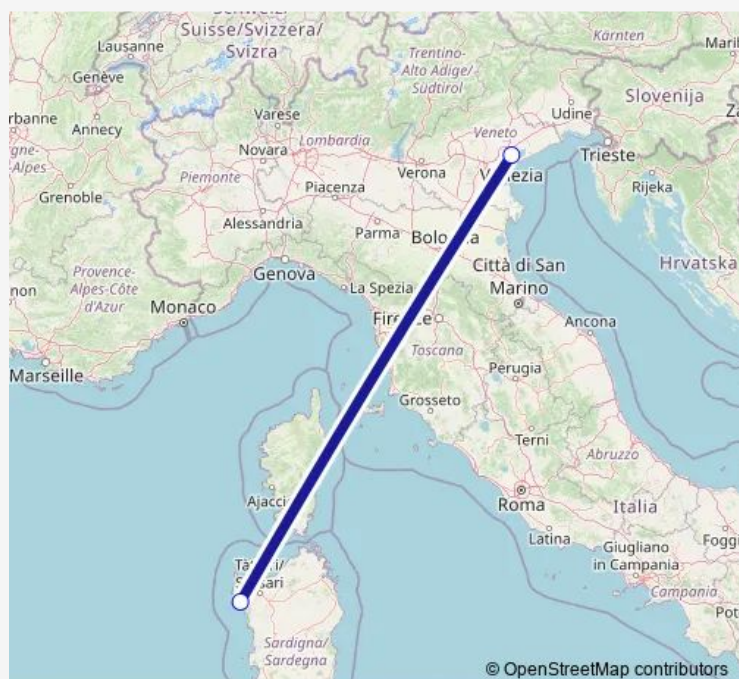 Suisse/Svizzera/
Svizra
Lausanne
Genève
Annecy
Grenoble
Varese
Novara
Lombardia
Piemonte
Piacenza
Alessandria
Genova
Provence-
Alpes-Côte
d'Azur
Monaco
Marseille
Trentino-
Alto Adige/
Südtirol
Kärnten
Slovenija
Udine
Veneto
Trieste
Verona
Rijeka
Parma
La Spezia
Città di San
Marino
Hrvatska
Ancona
Toscana
Perugia
Grosseto
Terni
Abruzzo
Ajacci
Roma
Italia
Latina
Giugliano
in Campania
Campania
Sardigna/
Sardegna
© OpenStreetMap contributors